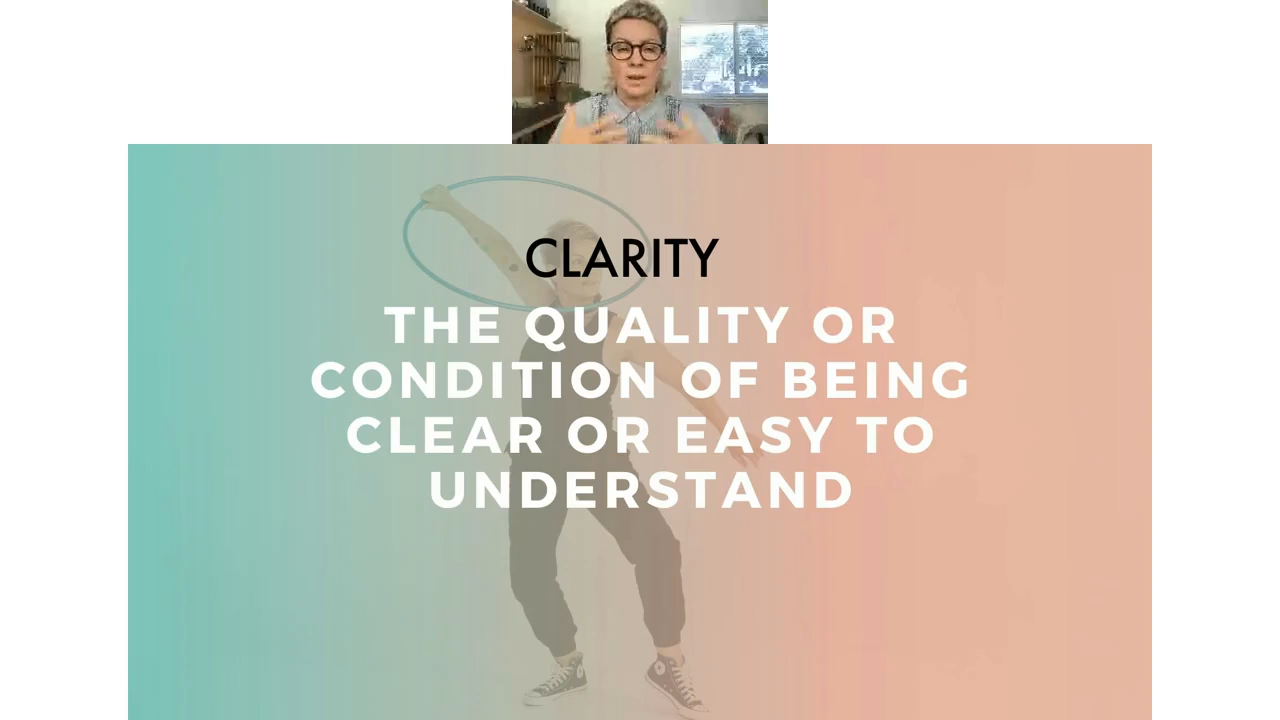 CLARITY
THE QUALITY OR
CONDITION OF BEING
CLEAR OR EASY TO
UNDERSTAND